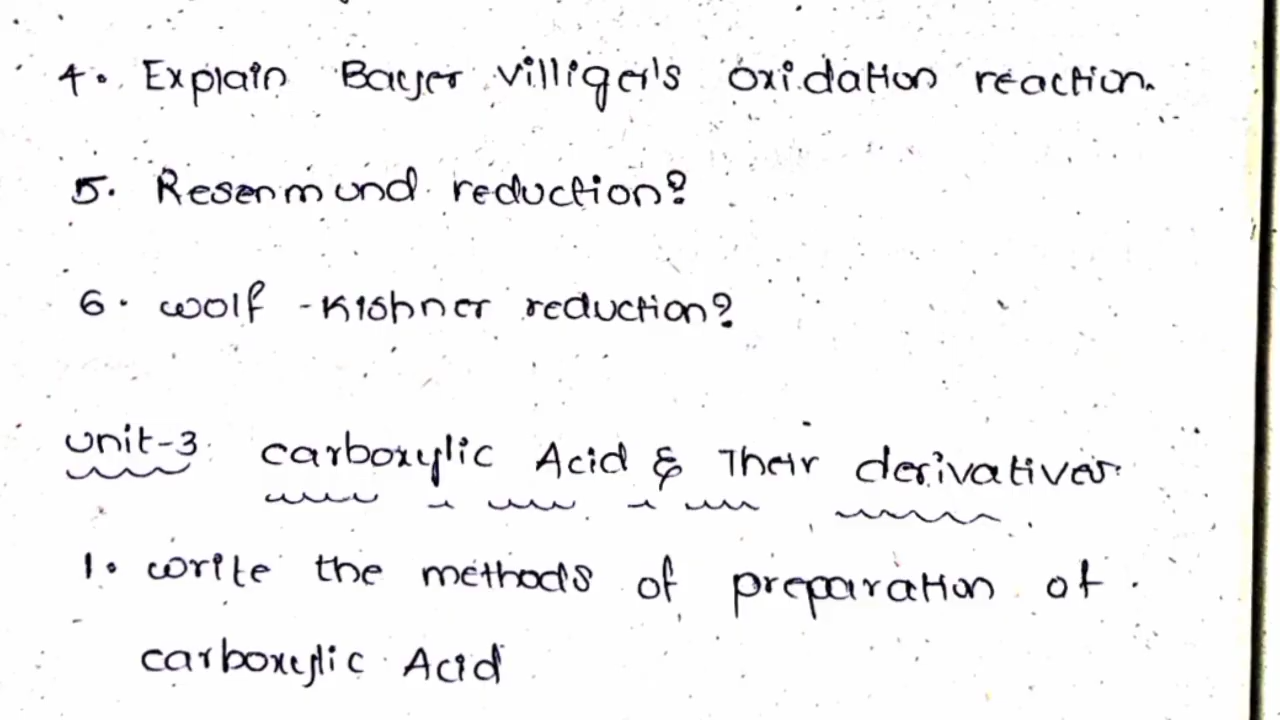 4. Explain Bayer villiger's oxidation reaction.
5. Resenmund reduction?
6. wolf - Kishner reduction?
unit-3 carboxylic Acid & Their derivatives.
1. write the methods of preparation of
carboxylic Acid